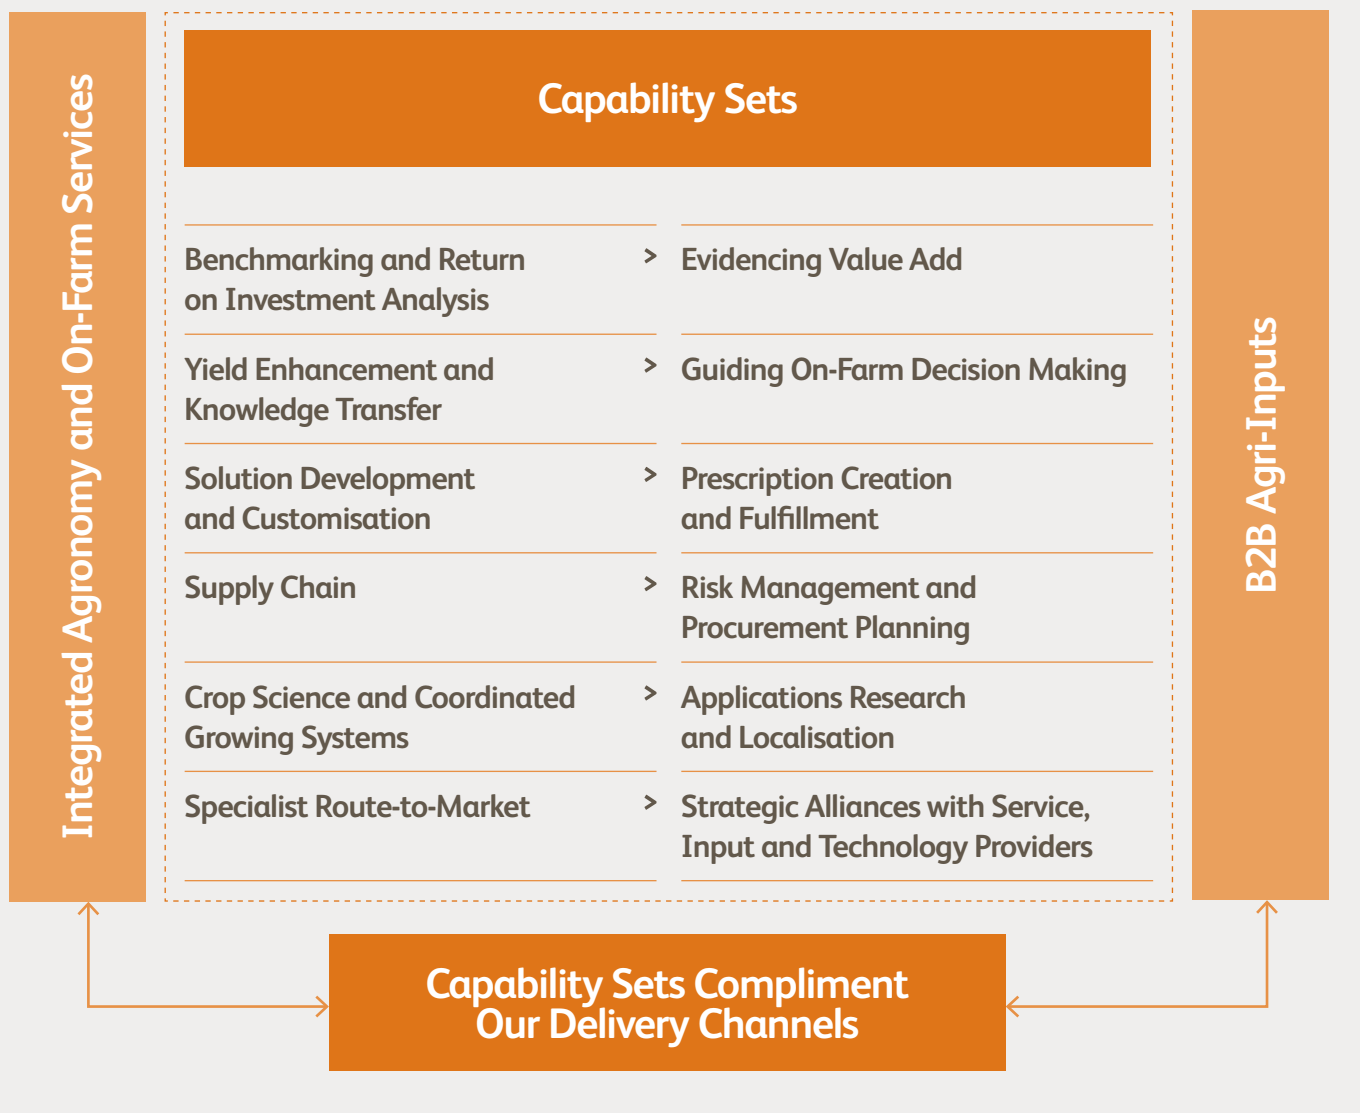 Integrated Agronomy and On-Farm Services
Capability Sets
Benchmarking and Return
on Investment Analysis
> Evidencing Value Add
Yield Enhancement and
Knowledge Transfer
> Guiding On-Farm Decision Making
Solution Development
and Customisation
> Prescription Creation
and Fulfillment
Supply Chain
> Risk Management and
Procurement Planning
Crop Science and Coordinated
Growing Systems
> Applications Research
and Localisation
Specialist Route-to-Market
> Strategic Alliances with Service,
Input and Technology Providers
B2B Agri-Inputs
Capability Sets Compliment
Our Delivery Channels